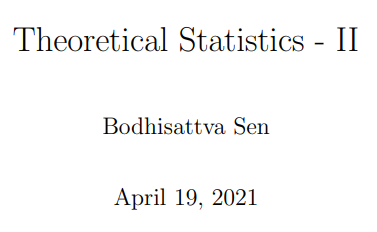 Theoretical Statistics - II
Bodhisattva Sen
April 19, 2021